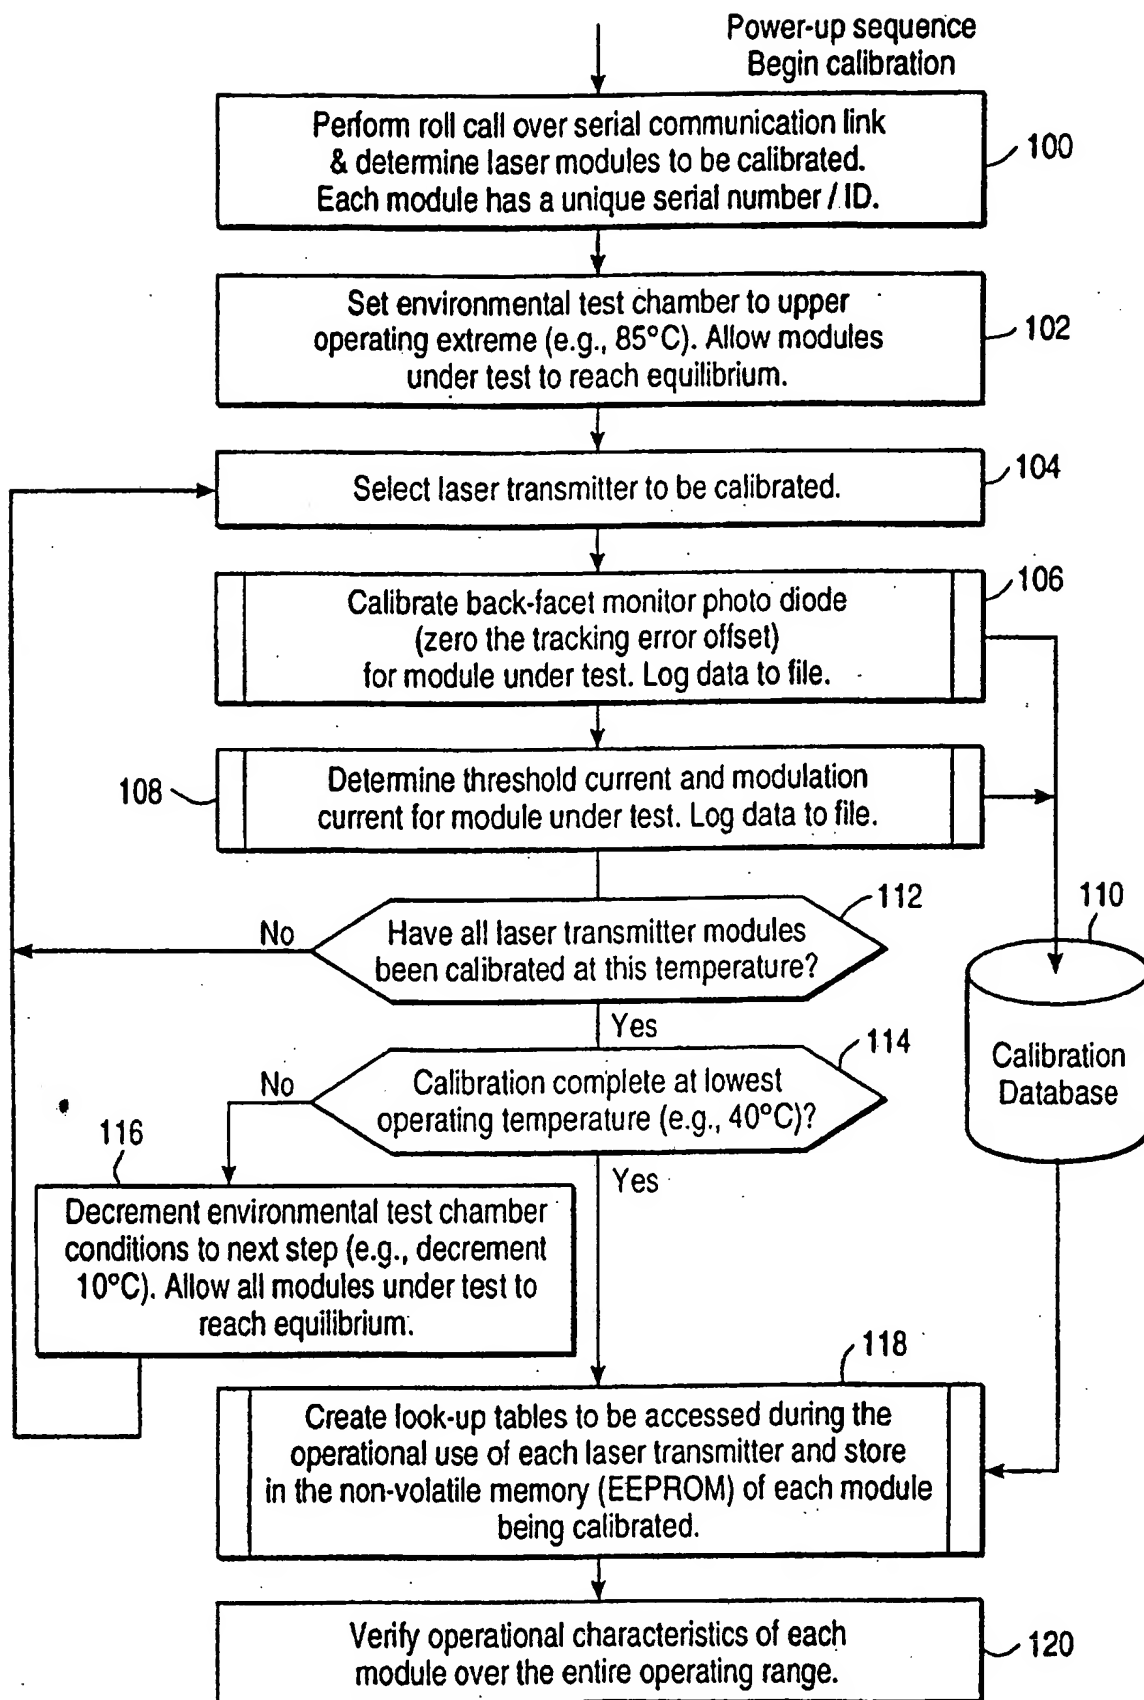 Power-up sequence
Begin calibration
Perform roll call over serial communication link
& determine laser modules to be calibrated.
Each module has a unique serial number / ID.
100
Set environmental test chamber to upper
operating extreme (e.g., 85°C). Allow modules
under test to reach equilibrium.
102
Select laser transmitter to be calibrated.
104
Calibrate back-facet monitor photo diode
(zero the tracking error offset)
for module under test. Log data to file.
106
Determine threshold current and modulation
current for module under test. Log data to file.
108
Have all laser transmitter modules
been calibrated at this temperature?
112
No
Yes
110
Calibration
Database
Calibration complete at lowest
operating temperature (e.g., 40°C)?
114
No
Yes
116
Decrement environmental test chamber
conditions to next step (e.g., decrement
10°C). Allow all modules under test to
reach equilibrium.
118
Create look-up tables to be accessed during the
operational use of each laser transmitter and store
in the non-volatile memory (EEPROM) of each module
being calibrated.
Verify operational characteristics of each
module over the entire operating range.
120